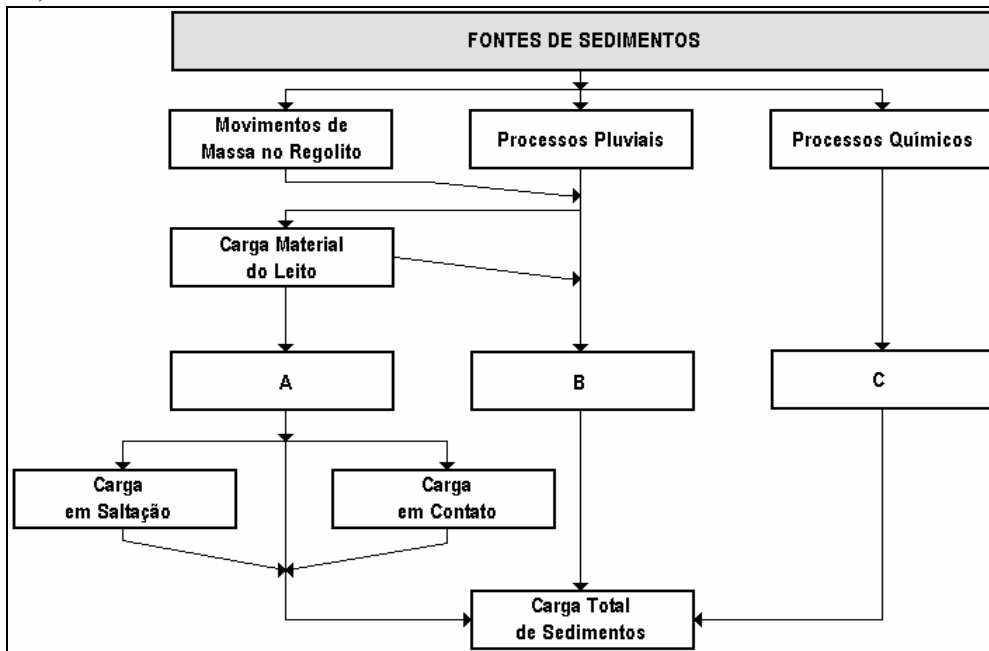 FONTES DE SEDIMENTOS
Movimentos de
Massa no Regolito
Processos Pluviais
Processos Químicos
Carga Material
do Leito
A
B
C
Carga
em Saltação
Carga
em Contato
Carga Total
de Sedimentos